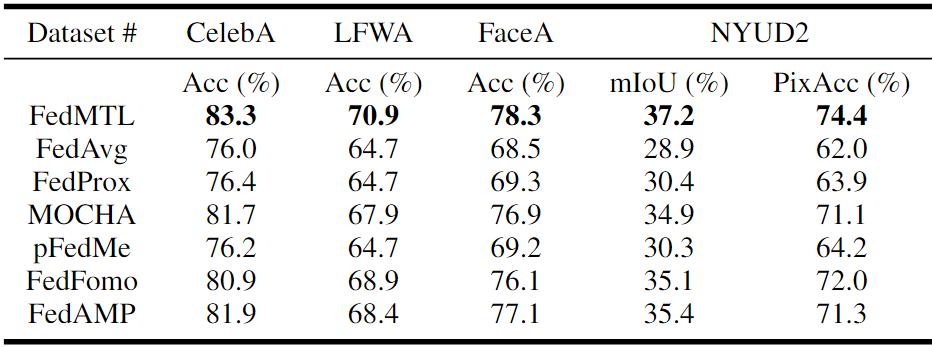 Dataset # CelebA LFWA FaceA NYUD2
Acc (%) Acc (%) Acc (%) mIoU (%) PixAcc (%)
FedMTL 83.3 70.9 78.3 37.2 74.4
FedAvg 76.0 64.7 68.5 28.9 62.0
FedProx 76.4 64.7 69.3 30.4 63.9
MOCHA 81.7 67.9 76.9 34.9 71.1
pFedMe 76.2 64.7 69.2 30.3 64.2
FedFomo 80.9 68.9 76.1 35.1 72.0
FedAMP 81.9 68.4 77.1 35.4 71.3